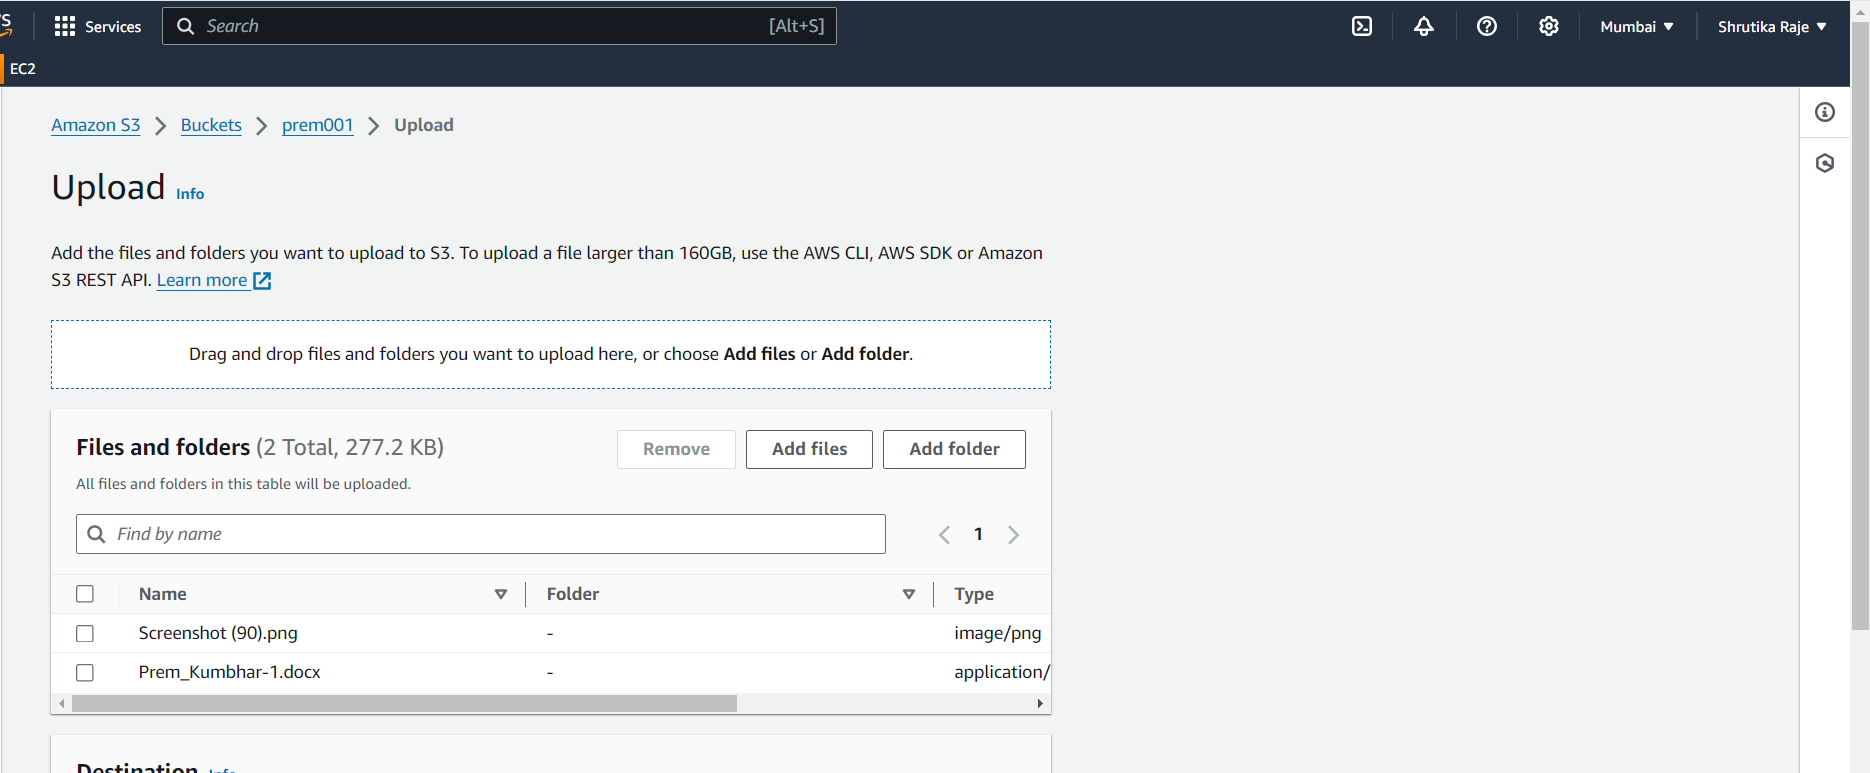 Services
Search [Alt+S]
Mumbai
Shrutika Raje
EC2
Amazon S3 Buckets prem001 Upload
Upload Info
Add the files and folders you want to upload to S3. To upload a file larger than 160GB, use the AWS CLI, AWS SDK or Amazon
S3 REST API. Learn more
Drag and drop files and folders you want to upload here, or choose Add files or Add folder.
Files and folders (2 Total, 277.2 KB)
Remove
Add files
Add folder
All files and folders in this table will be uploaded.
Find by name
1
Name Folder Type
Screenshot (90).png - image/png
Prem_Kumbhar-1.docx - application/
Destination Info